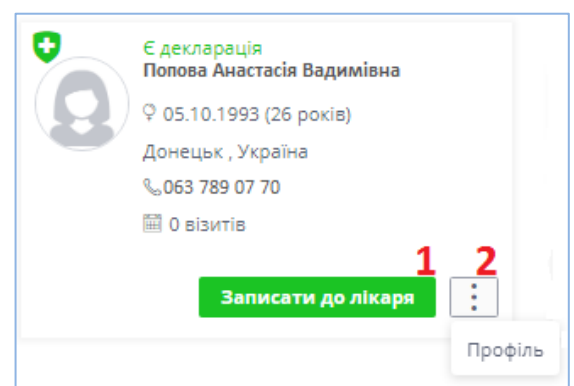 Є декларація
Попова Анастасія Вадимівна
05.10.1993 (26 років)
Донецьк , Україна
063 789 07 70
0 візитів
1 2
Записати до лікаря
Профіль